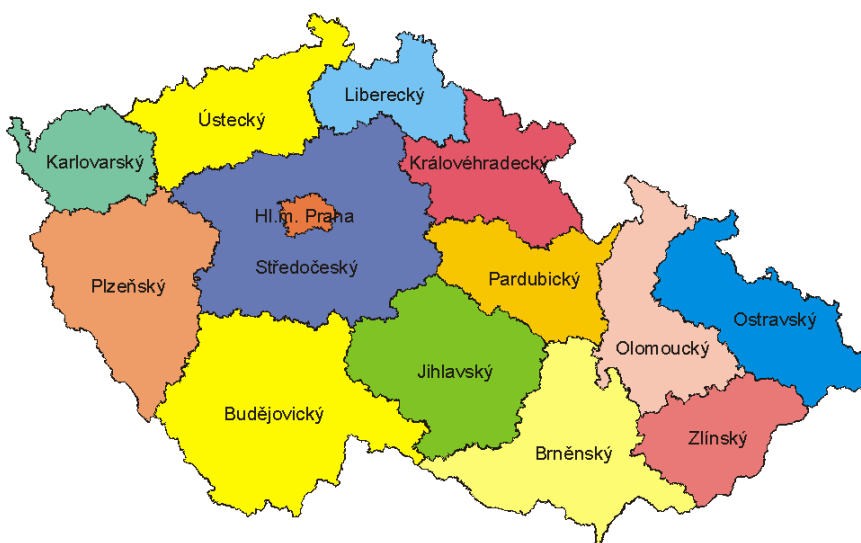 Liberecký
Ústecký
Karlovarský
Královéhradecký
Hl.m. Praha
Středočeský
Plzeňský
Pardubický
Ostravský
Olomoucký
Jihlavský
Budějovický
Zlínský
Brněnský